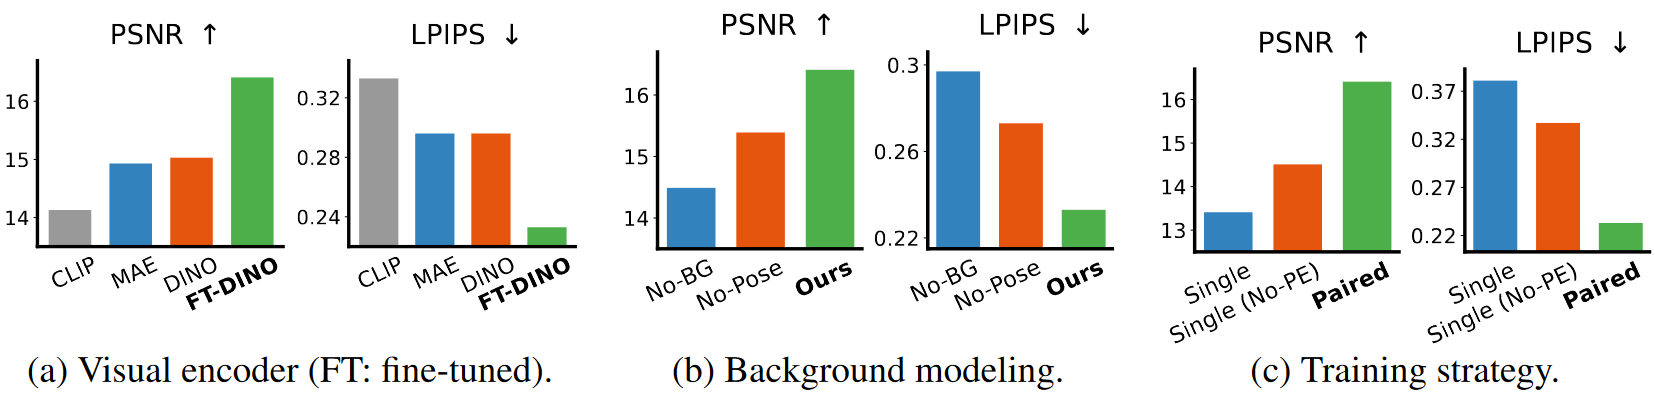 PSNR ↑
16
15
14
CLIP
MAE
DINO
FT-DINO
LPIPS ↓
0.32
0.28
0.24
CLIP
MAE
DINO
FT-DINO
(a) Visual encoder (FT: fine-tuned).
PSNR ↑
16
15
14
No-BG
No-Pose
Ours
LPIPS ↓
0.3
0.26
0.22
No-BG
No-Pose
Ours
(b) Background modeling.
PSNR ↑
16
15
14
13
Single
Single (No-PE)
Paired
LPIPS ↓
0.37
0.32
0.27
0.22
Single
Single (No-PE)
Paired
(c) Training strategy.